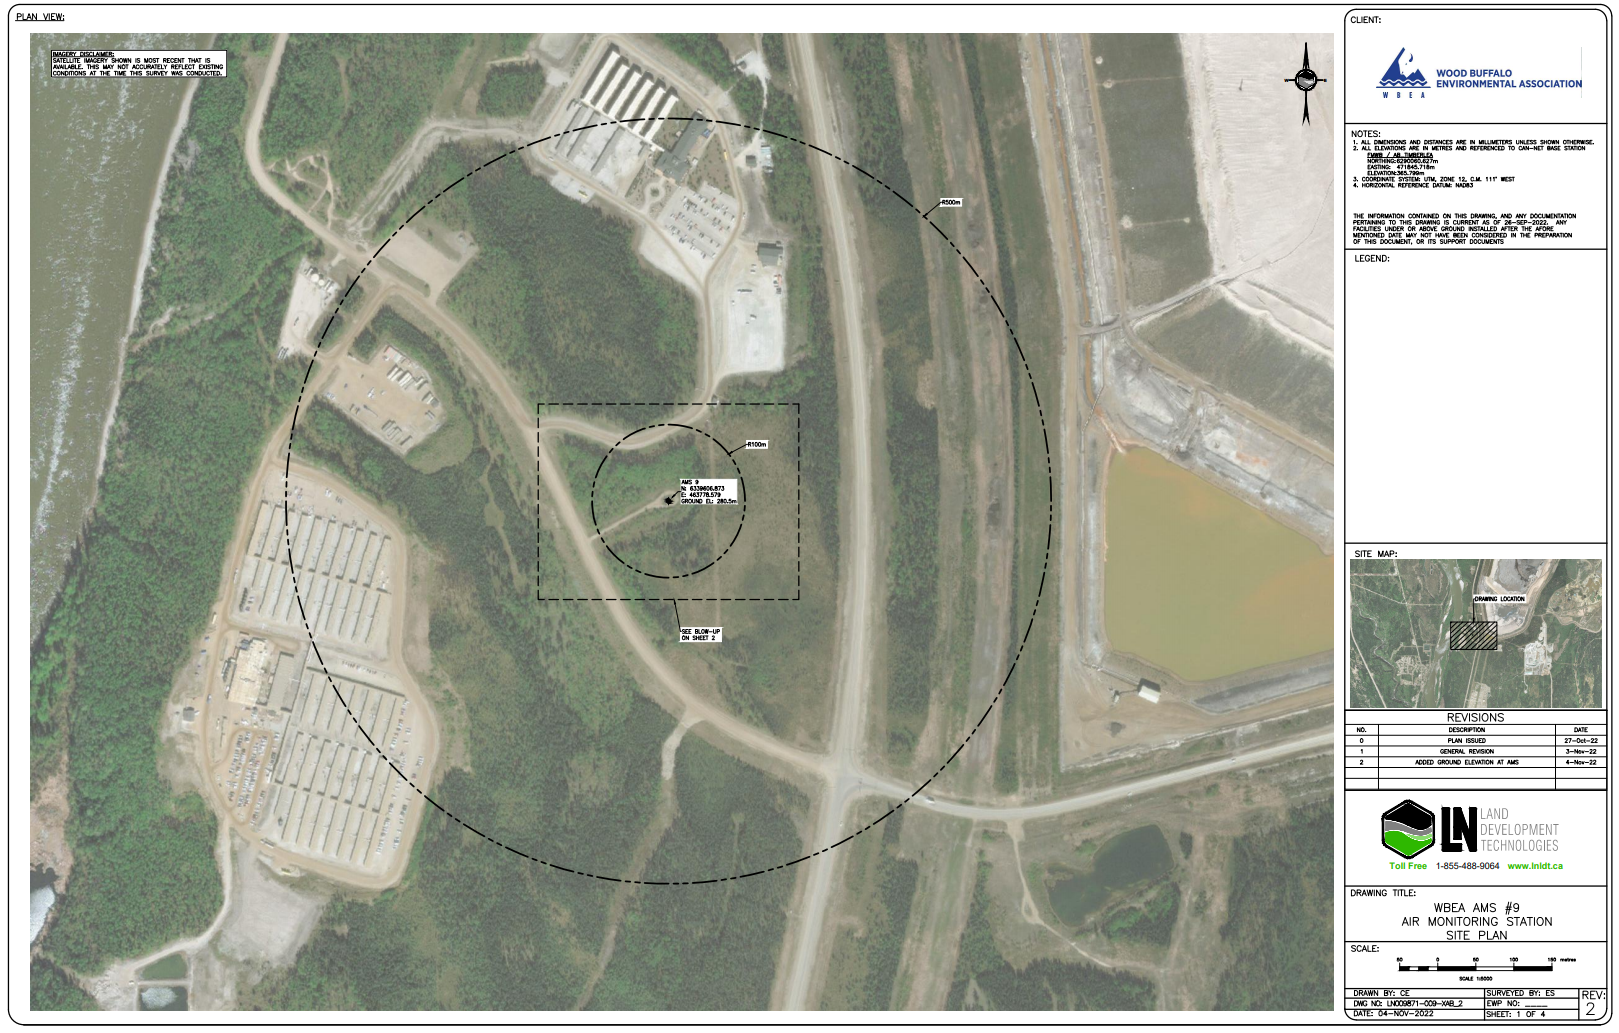 PLAN VIEW:
IMAGERY DISCLAIMER:
SATELLITE IMAGERY SHOWN IS MOST RECENT THAT IS
AVAILABLE. THIS MAY NOT ACCURATELY REFLECT EXISTING
CONDITIONS AT THE TIME THIS SURVEY WAS CONDUCTED.
R500m
R100m
AMS 9
N: 6339606.873
E: 463778.579
GROUND EL: 280.5m
SEE BLOW-UP
ON SHEET 2
CLIENT:
WOOD BUFFALO
ENVIRONMENTAL ASSOCIATION
W B E A
NOTES:
1. ALL DIMENSIONS AND DISTANCES ARE IN MILLIMETERS UNLESS SHOWN OTHERWISE.
2. ALL ELEVATIONS ARE IN METRES AND REFERENCED TO CAN-NET BASE STATION
FMWB / AB TIMBERLEA
NORTHING:6290060.627m
EASTING: 471845.718m
ELEVATION:365.799m
3. COORDINATE SYSTEM: UTM, ZONE 12, C.M. 111° WEST
4. HORIZONTAL REFERENCE DATUM: NAD83
THE INFORMATION CONTAINED ON THIS DRAWING, AND ANY DOCUMENTATION
PERTAINING TO THIS DRAWING IS CURRENT AS OF 26-SEP-2022. ANY
FACILITIES UNDER OR ABOVE GROUND INSTALLED AFTER THE AFORE
MENTIONED DATE MAY NOT HAVE BEEN CONSIDERED IN THE PREPARATION
OF THIS DOCUMENT, OR ITS SUPPORT DOCUMENTS
LEGEND:
SITE MAP:
DRAWING LOCATION
REVISIONS
NO. DESCRIPTION DATE
0 PLAN ISSUED 27-Oct-22
1 GENERAL REVISION 3-Nov-22
2 ADDED GROUND ELEVATION AT AMS 4-Nov-22
LN LAND
DEVELOPMENT
TECHNOLOGIES
Toll Free 1-855-488-9064 www.lnldt.ca
DRAWING TITLE:
WBEA AMS #9
AIR MONITORING STATION
SITE PLAN
SCALE:
50 0 50 100 150 metres
SCALE 1:5000
DRAWN BY: CE SURVEYED BY: ES REV:
DWG NO: LN009871-009-XAB_2 EWP NO: ____ 2
DATE: 04-NOV-2022 SHEET: 1 OF 4